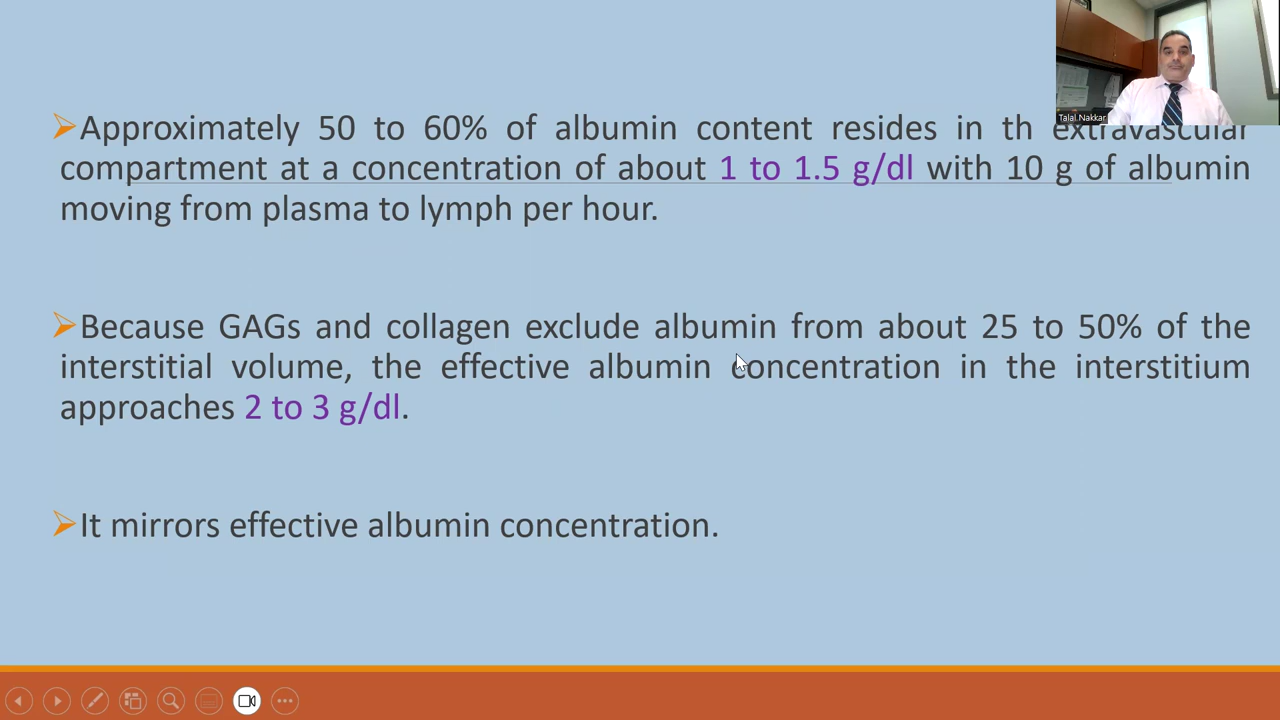 Talal Nakkar
Approximately 50 to 60% of albumin content resides in th extravascular
compartment at a concentration of about 1 to 1.5 g/dl with 10 g of albumin
moving from plasma to lymph per hour.
Because GAGs and collagen exclude albumin from about 25 to 50% of the
interstitial volume, the effective albumin concentration in the interstitium
approaches 2 to 3 g/dl.
It mirrors effective albumin concentration.